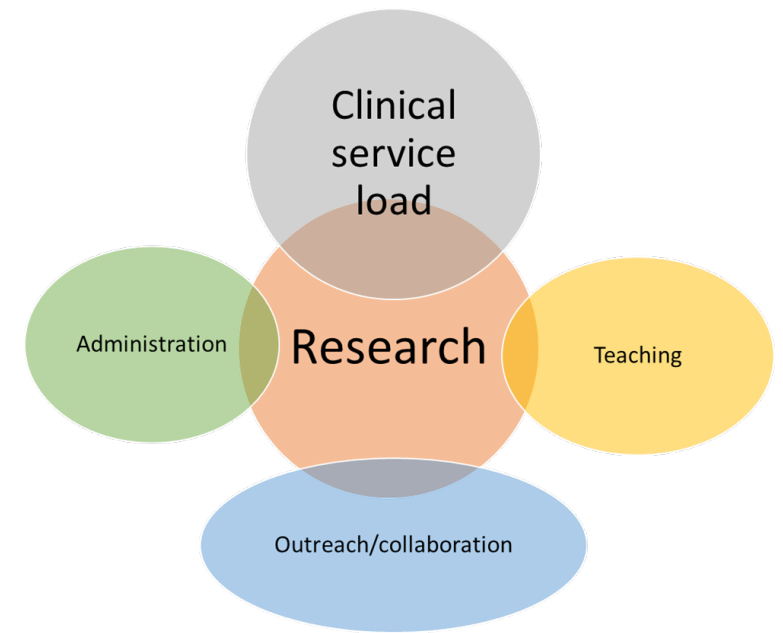 Clinical
service
load
Administration
Research
Teaching
Outreach/collaboration